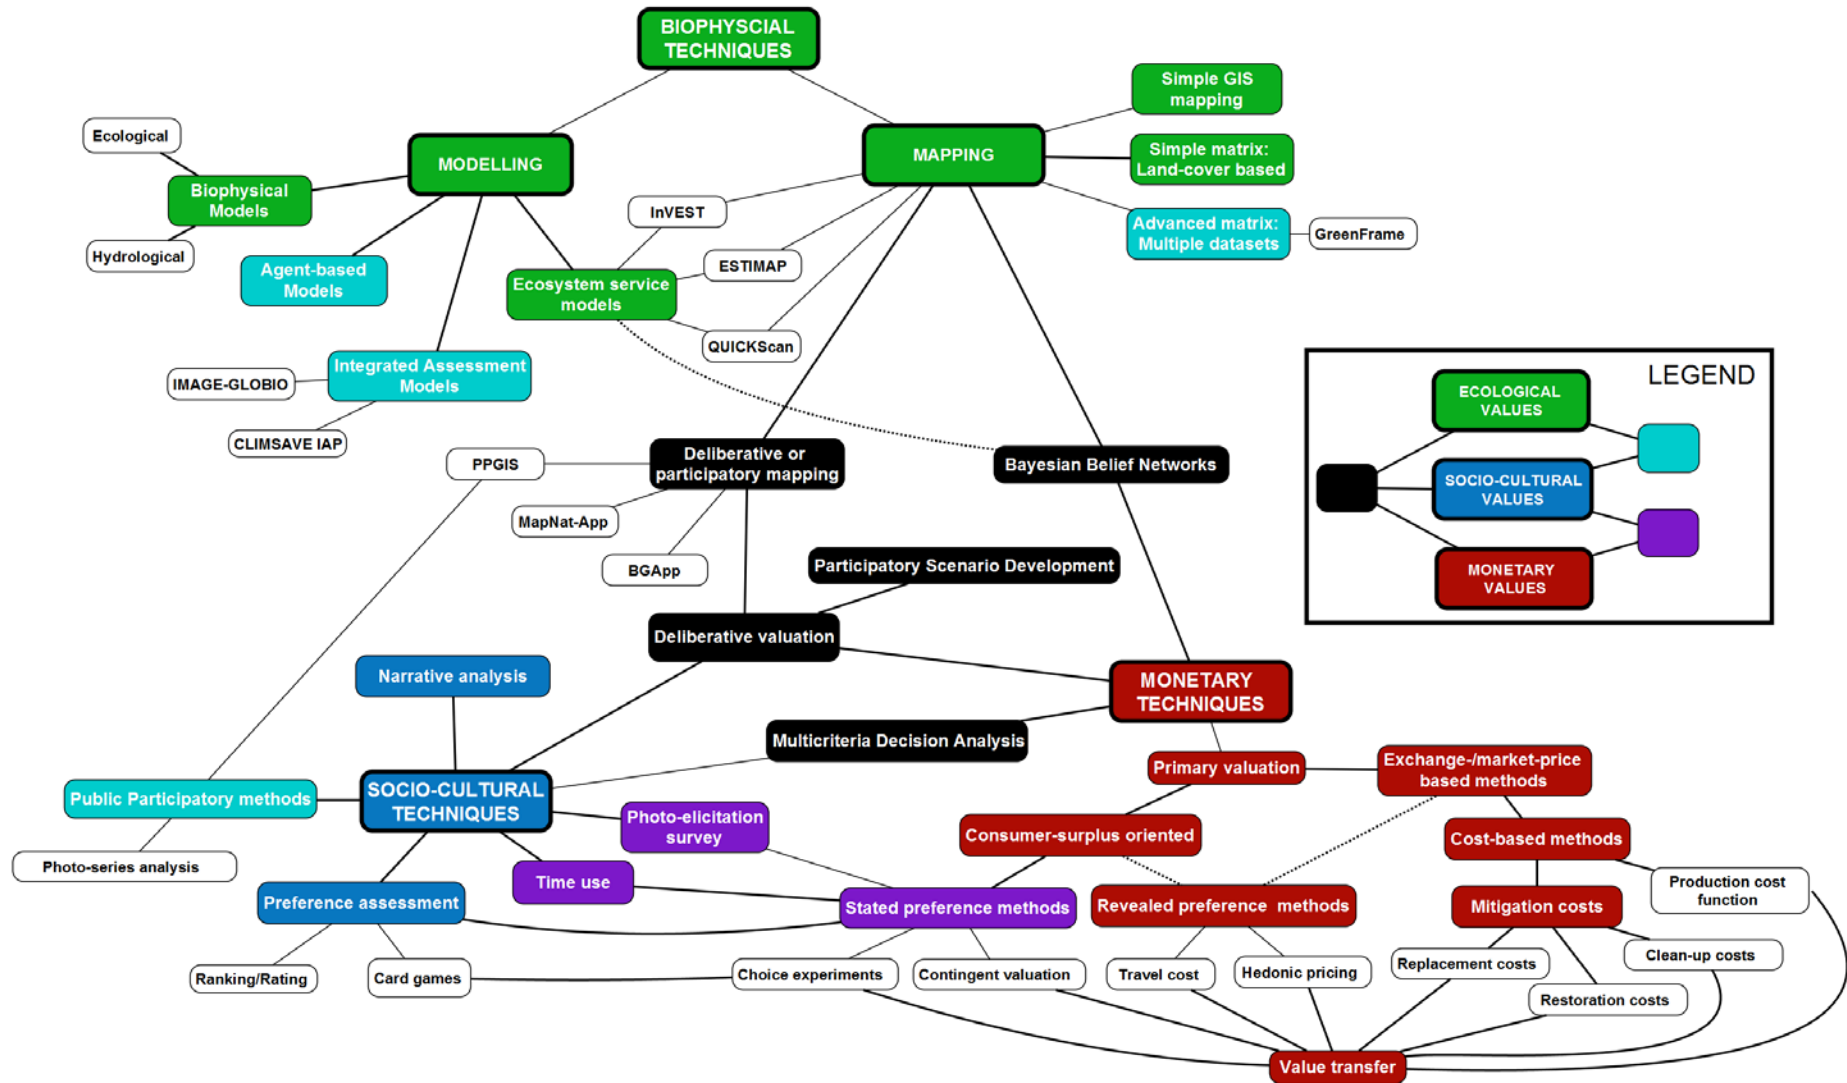 BIOPHYSCIAL
TECHNIQUES
Simple GIS
mapping
Ecological
MODELLING
MAPPING
Simple matrix:
Land-cover based
Biophysical
Models
InVEST
Advanced matrix:
Multiple datasets
GreenFrame
Hydrological
Agent-based
Models
ESTIMAP
Ecosystem service
models
QUICKScan
IMAGE-GLOBIO
Integrated Assessment
Models
CLIMSAVE IAP
LEGEND
ECOLOGICAL
VALUES
SOCIO-CULTURAL
VALUES
MONETARY
VALUES
PPGIS
Deliberative or
participatory mapping
Bayesian Belief Networks
MapNat-App
BGApp
Participatory Scenario Development
Deliberative valuation
Narrative analysis
MONETARY
TECHNIQUES
Multicriteria Decision Analysis
Primary valuation
Exchange-/market-price
based methods
Public Participatory methods
SOCIO-CULTURAL
TECHNIQUES
Photo-elicitation
survey
Consumer-surplus oriented
Cost-based methods
Photo-series analysis
Time use
Production cost
function
Preference assessment
Stated preference methods
Revealed preference methods
Mitigation costs
Ranking/Rating
Card games
Choice experiments
Contingent valuation
Travel cost
Hedonic pricing
Replacement costs
Clean-up costs
Restoration costs
Value transfer